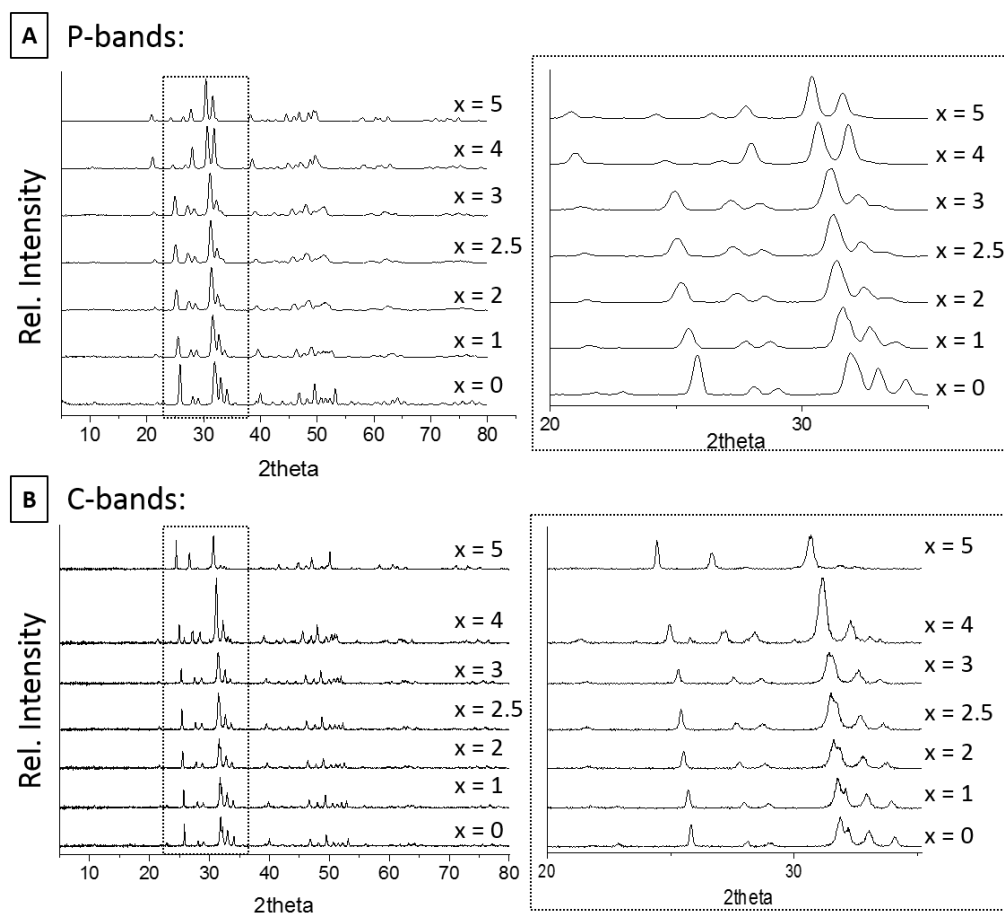 A P-bands:
Rel. Intensity
x = 5
x = 4
x = 3
x = 2.5
x = 2
x = 1
x = 0
10 20 30 40 50 60 70 80
2theta
x = 5
x = 4
x = 3
x = 2.5
x = 2
x = 1
x = 0
20 30
2theta
B C-bands:
Rel. Intensity
x = 5
x = 4
x = 3
x = 2.5
x = 2
x = 1
x = 0
10 20 30 40 50 60 70 80
2theta
x = 5
x = 4
x = 3
x = 2.5
x = 2
x = 1
x = 0
20 30
2theta